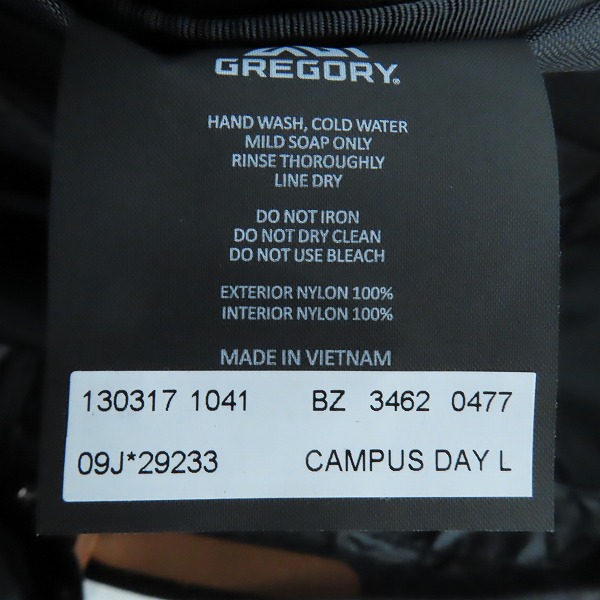 GREGORY®
HAND WASH, COLD WATER
MILD SOAP ONLY
RINSE THOROUGHLY
LINE DRY
DO NOT IRON
DO NOT DRY CLEAN
DO NOT USE BLEACH
EXTERIOR NYLON 100%
INTERIOR NYLON 100%
MADE IN VIETNAM
130317 1041 BZ 3462 0477
09J*29233 CAMPUS DAY L